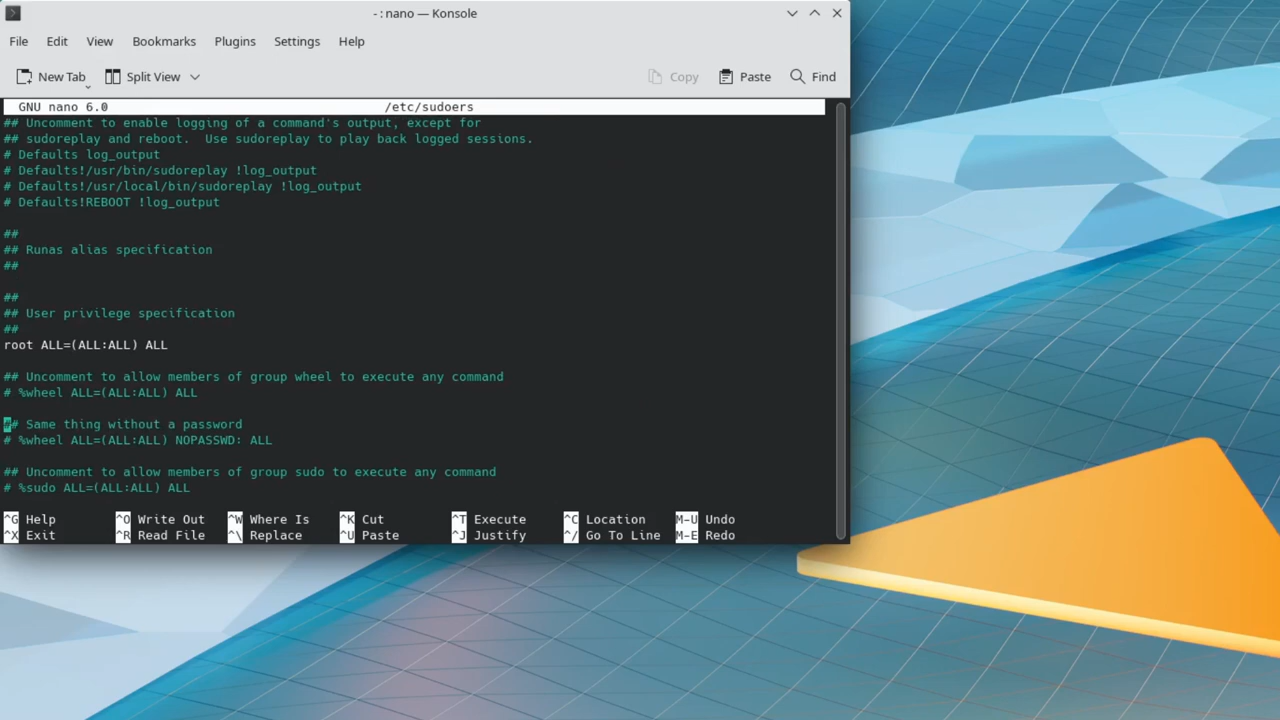 - : nano — Konsole
File Edit View Bookmarks Plugins Settings Help
New Tab Split View Copy Paste Find
GNU nano 6.0 /etc/sudoers
## Uncomment to enable logging of a command's output, except for
## sudoreplay and reboot.  Use sudoreplay to play back logged sessions.
# Defaults log_output
# Defaults!/usr/bin/sudoreplay !log_output
# Defaults!/usr/local/bin/sudoreplay !log_output
# Defaults!REBOOT !log_output
##
## Runas alias specification
##
##
## User privilege specification
##
root ALL=(ALL:ALL) ALL
## Uncomment to allow members of group wheel to execute any command
# %wheel ALL=(ALL:ALL) ALL
## Same thing without a password
# %wheel ALL=(ALL:ALL) NOPASSWD: ALL
## Uncomment to allow members of group sudo to execute any command
# %sudo ALL=(ALL:ALL) ALL
^G Help ^O Write Out ^W Where Is ^K Cut ^T Execute ^C Location M-U Undo
^X Exit ^R Read File ^\ Replace ^U Paste ^J Justify ^/ Go To Line M-E Redo